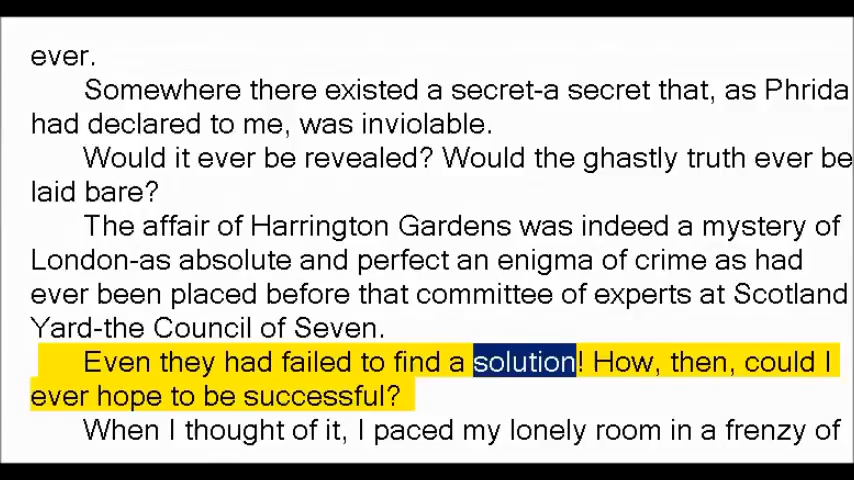 ever.
Somewhere there existed a secret-a secret that, as Phrida
had declared to me, was inviolable.
Would it ever be revealed? Would the ghastly truth ever be
laid bare?
The affair of Harrington Gardens was indeed a mystery of
London-as absolute and perfect an enigma of crime as had
ever been placed before that committee of experts at Scotland
Yard-the Council of Seven.
Even they had failed to find a solution! How, then, could I
ever hope to be successful?
When I thought of it, I paced my lonely room in a frenzy of